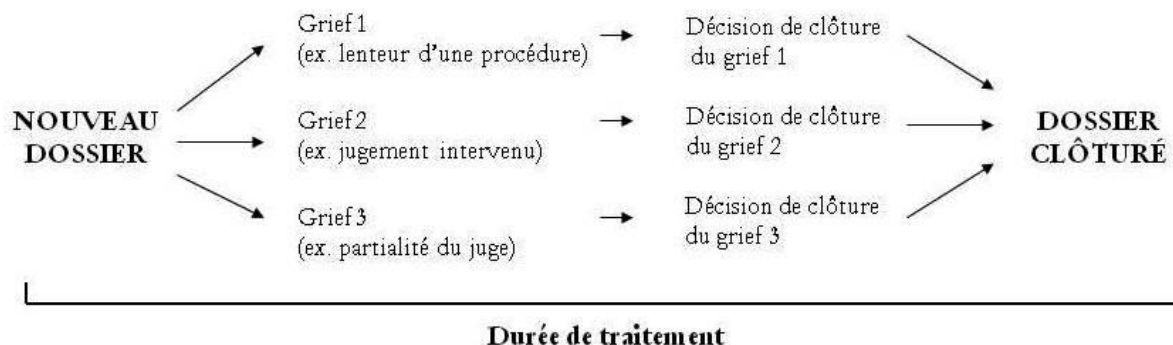 NOUVEAU
DOSSIER
Grief 1
(ex. lenteur d'une procédure)
Décision de clôture
du grief 1
Grief 2
(ex. jugement intervenu)
Décision de clôture
du grief 2
Grief 3
(ex. partialité du juge)
Décision de clôture
du grief 3
DOSSIER
CLÔTURÉ
Durée de traitement